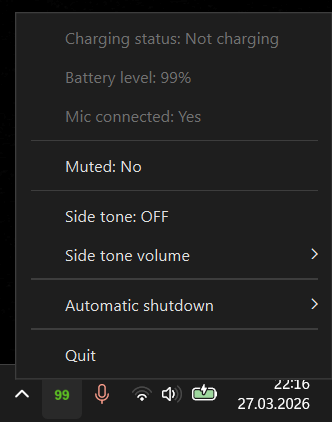 Charging status: Not charging
Battery level: 99%
Mic connected: Yes
Muted: No
Side tone: OFF
Side tone volume
Automatic shutdown
Quit
99
22:16
27.03.2026